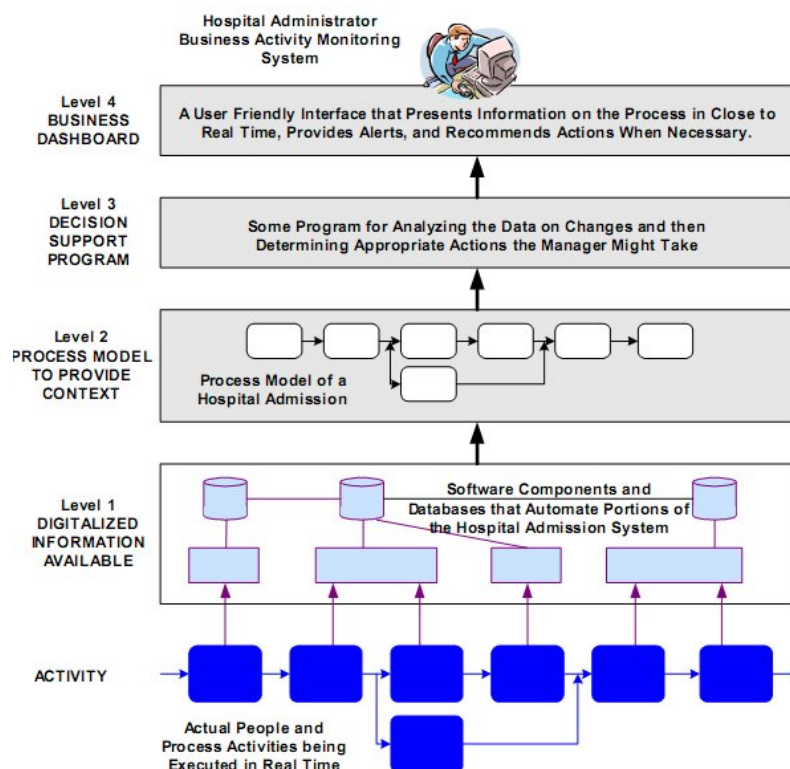 Hospital Administrator
Business Activity Monitoring
System
Level 4
BUSINESS
DASHBOARD
A User Friendly Interface that Presents Information on the Process in Close to
Real Time, Provides Alerts, and Recommends Actions When Necessary.
Level 3
DECISION
SUPPORT
PROGRAM
Some Program for Analyzing the Data on Changes and then
Determining Appropriate Actions the Manager Might Take
Level 2
PROCESS MODEL
TO PROVIDE
CONTEXT
Process Model of a
Hospital Admission
Level 1
DIGITALIZED
INFORMATION
AVAILABLE
Software Components and
Databases that Automate Portions of
the Hospital Admission System
ACTIVITY
Actual People and
Process Activities being
Executed in Real Time